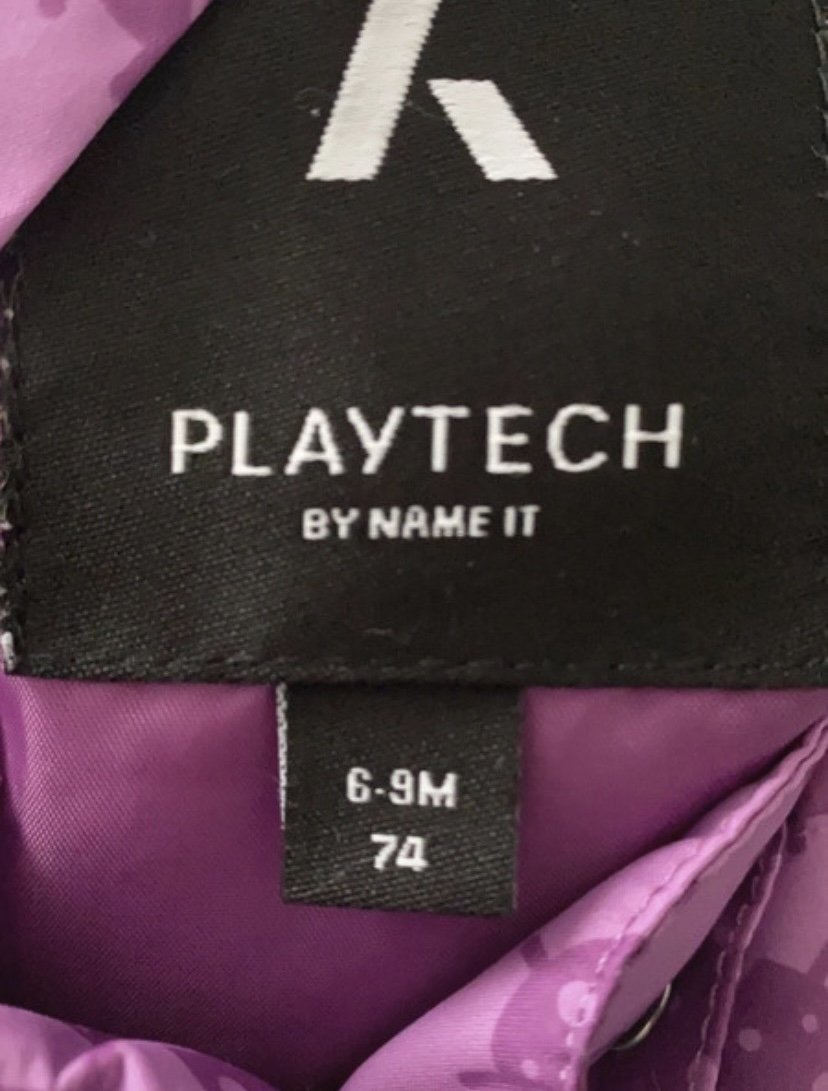 PLAYTECH
BY NAME IT
6-9M
74